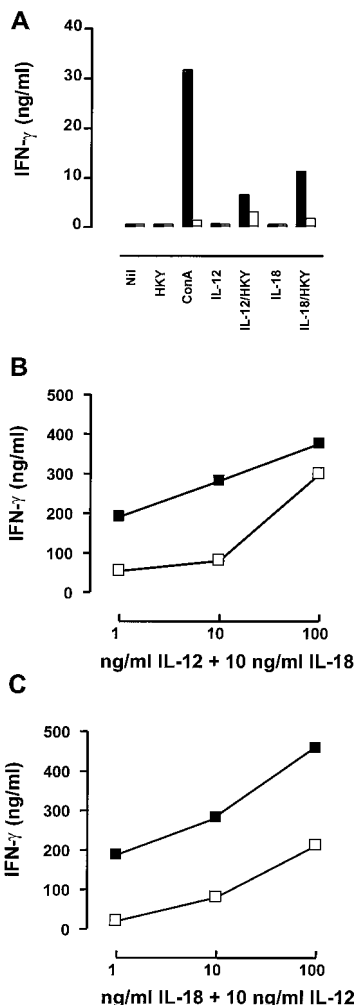 A
IFN-γ (ng/ml)
40
30
20
10
0
Nil
HKY
ConA
IL-12
IL-12/HKY
IL-18
IL-18/HKY
B
IFN-γ (ng/ml)
500
400
300
200
100
0
1 10 100
ng/ml IL-12 + 10 ng/ml IL-18
C
IFN-γ (ng/ml)
500
400
300
200
100
0
1 10 100
ng/ml IL-18 + 10 ng/ml IL-12